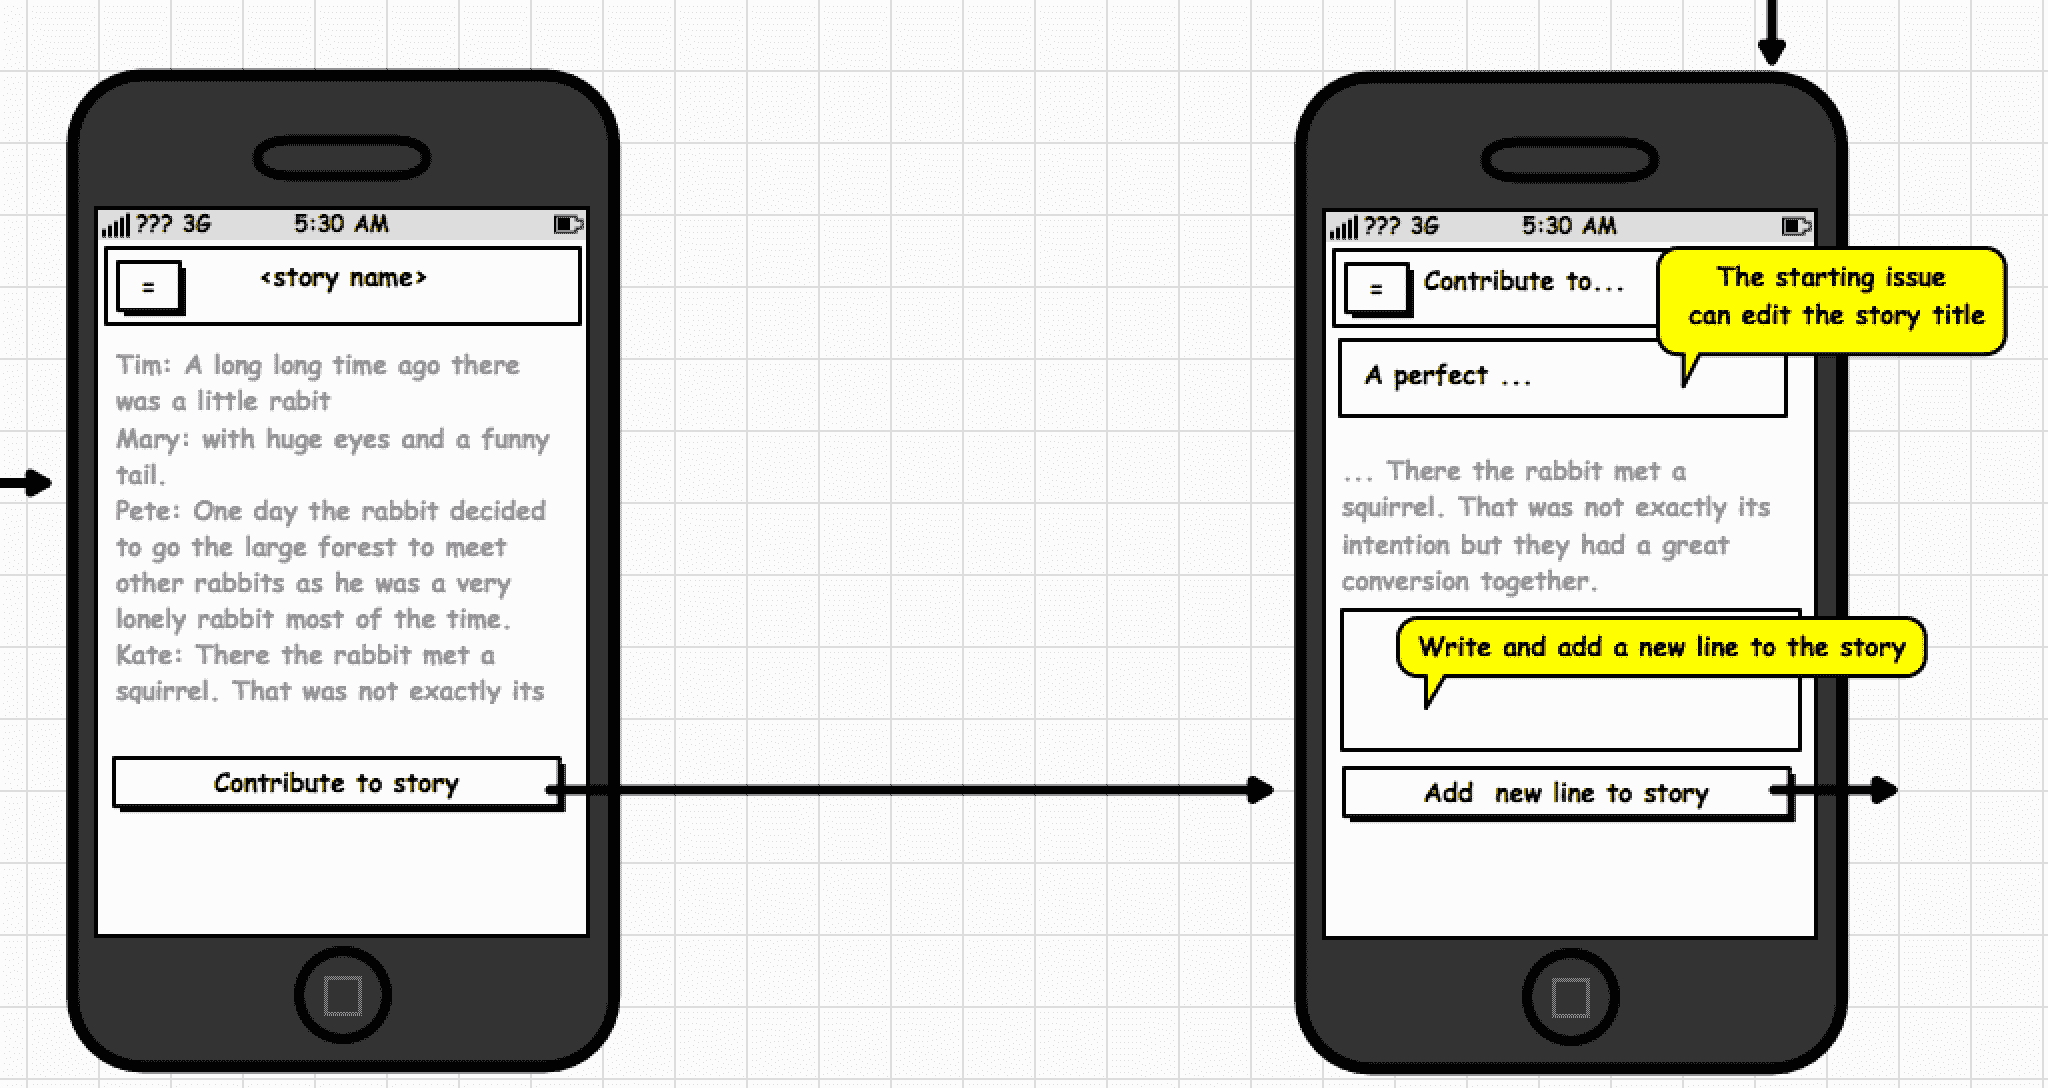 ??? 3G 5:30 AM
=
<story name>
Tim: A long long time ago there
was a little rabit
Mary: with huge eyes and a funny
tail.
Pete: One day the rabbit decided
to go the large forest to meet
other rabbits as he was a very
lonely rabbit most of the time.
Kate: There the rabbit met a
squirrel. That was not exactly its
Contribute to story
??? 3G 5:30 AM
=
Contribute to...
The starting issue
can edit the story title
A perfect ...
... There the rabbit met a
squirrel. That was not exactly its
intention but they had a great
conversion together.
Write and add a new line to the story
Add new line to story